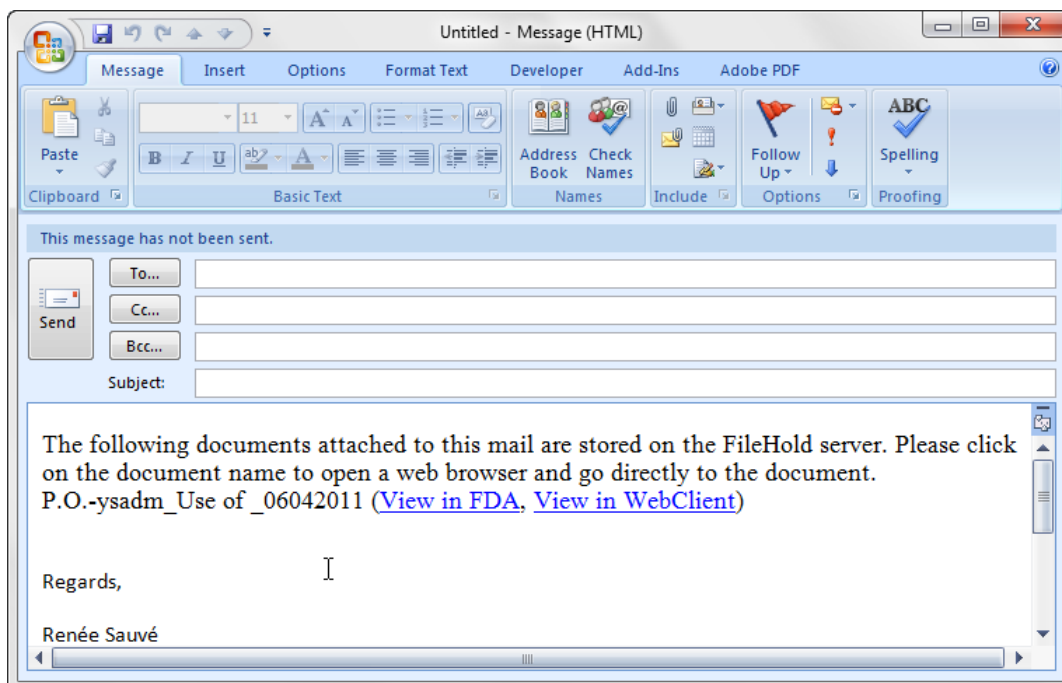 Untitled - Message (HTML)
Message Insert Options Format Text Developer Add-Ins Adobe PDF
Paste
11
A A Aa
B I U ab A
Address Book
Check Names
Follow Up
ABC
Spelling
Clipboard Basic Text Names Include Options Proofing
This message has not been sent.
Send
To...
Cc...
Bcc...
Subject:
The following documents attached to this mail are stored on the FileHold server. Please click
on the document name to open a web browser and go directly to the document.
P.O.-ysadm_Use of _06042011 (View in FDA, View in WebClient)
Regards,
Renée Sauvé